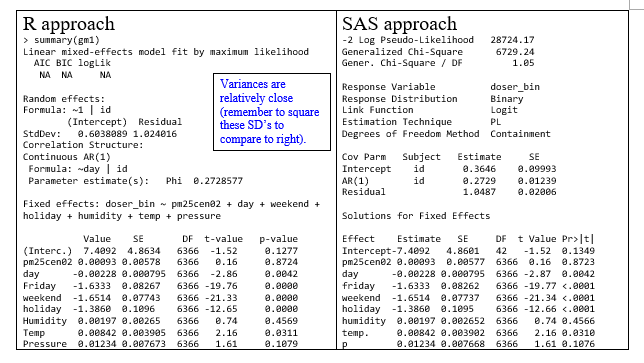 R approach
> summary(gm1)
Linear mixed-effects model fit by maximum likelihood
AIC BIC logLik
NA NA NA
Random effects:
Formula: ~1 | id
(Intercept) Residual
StdDev: 0.6038089 1.024016
Correlation Structure:
Continuous AR(1)
Formula: ~day | id
Parameter estimate(s): Phi 0.2728577
Fixed effects: doser_bin ~ pm25cen02 + day + weekend +
holiday + humidity + temp + pressure
Value SE DF t-value p-value
(Interc.) 7.4092 4.8634 6366 -1.52 0.1277
pm25cen02 0.00093 0.00578 6366 0.16 0.8724
day -0.00228 0.000795 6366 -2.86 0.0042
Friday -1.6333 0.08267 6366 -19.76 0.0000
weekend -1.6514 0.07743 6366 -21.33 0.0000
holiday -1.3860 0.1096 6366 -12.65 0.0000
Humidity 0.00197 0.00265 6366 0.74 0.4569
Temp 0.00842 0.003905 6366 2.16 0.0311
Pressure 0.01234 0.007673 6366 1.61 0.1079
Variances are
relatively close
(remember to square
these SD's to
compare to right).
SAS approach
-2 Log Pseudo-Likelihood 28724.17
Generalized Chi-Square 6729.24
Gener. Chi-Square / DF 1.05
Response Variable doser_bin
Response Distribution Binary
Link Function Logit
Estimation Technique PL
Degrees of Freedom Method Containment
Cov Parm Subject Estimate SE
Intercept id 0.3646 0.09993
AR(1) id 0.2729 0.01239
Residual 1.0487 0.02006
Solutions for Fixed Effects
Effect Estimate SE DF t Value Pr>|t|
Intercept-7.4092 4.8601 42 -1.52 0.1349
pm25cen02 0.00093 0.00577 6366 0.16 0.8723
day -0.00228 0.000795 6366 -2.87 0.0042
friday -1.6333 0.08262 6366 -19.77 <.0001
weekend -1.6514 0.07737 6366 -21.34 <.0001
holiday -1.3860 0.1095 6366 -12.66 <.0001
humidity 0.00197 0.002652 6366 0.74 0.4566
temp. 0.00842 0.003902 6366 2.16 0.0310
p 0.01234 0.007668 6366 1.61 0.1076